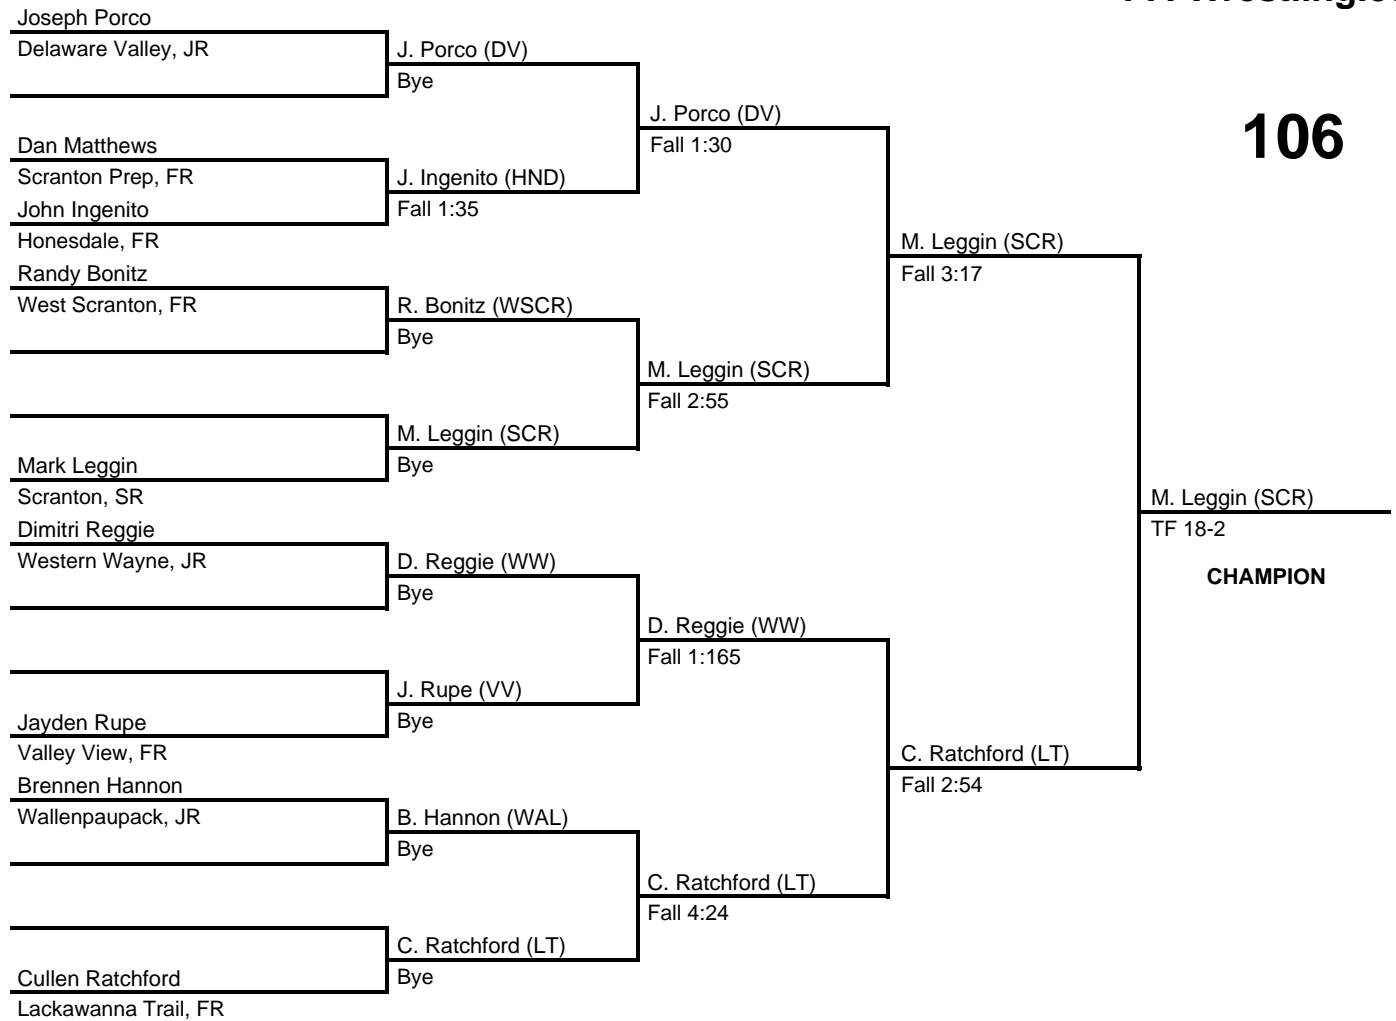 Joseph Porco
Delaware Valley, JR
J. Porco (DV)
Bye
J. Porco (DV)
Fall 1:30
106
Dan Matthews
Scranton Prep, FR
J. Ingenito (HND)
John Ingenito
Fall 1:35
Honesdale, FR
M. Leggin (SCR)
Fall 3:17
Randy Bonitz
West Scranton, FR
R. Bonitz (WSCR)
Bye
M. Leggin (SCR)
Fall 2:55
M. Leggin (SCR)
Mark Leggin
Bye
Scranton, SR
M. Leggin (SCR)
TF 18-2
CHAMPION
Dimitri Reggie
Western Wayne, JR
D. Reggie (WW)
Bye
D. Reggie (WW)
Fall 1:165
J. Rupe (VV)
Jayden Rupe
Bye
Valley View, FR
C. Ratchford (LT)
Fall 2:54
Brennen Hannon
Wallenpaupack, JR
B. Hannon (WAL)
Bye
C. Ratchford (LT)
Fall 4:24
C. Ratchford (LT)
Cullen Ratchford
Bye
Lackawanna Trail, FR